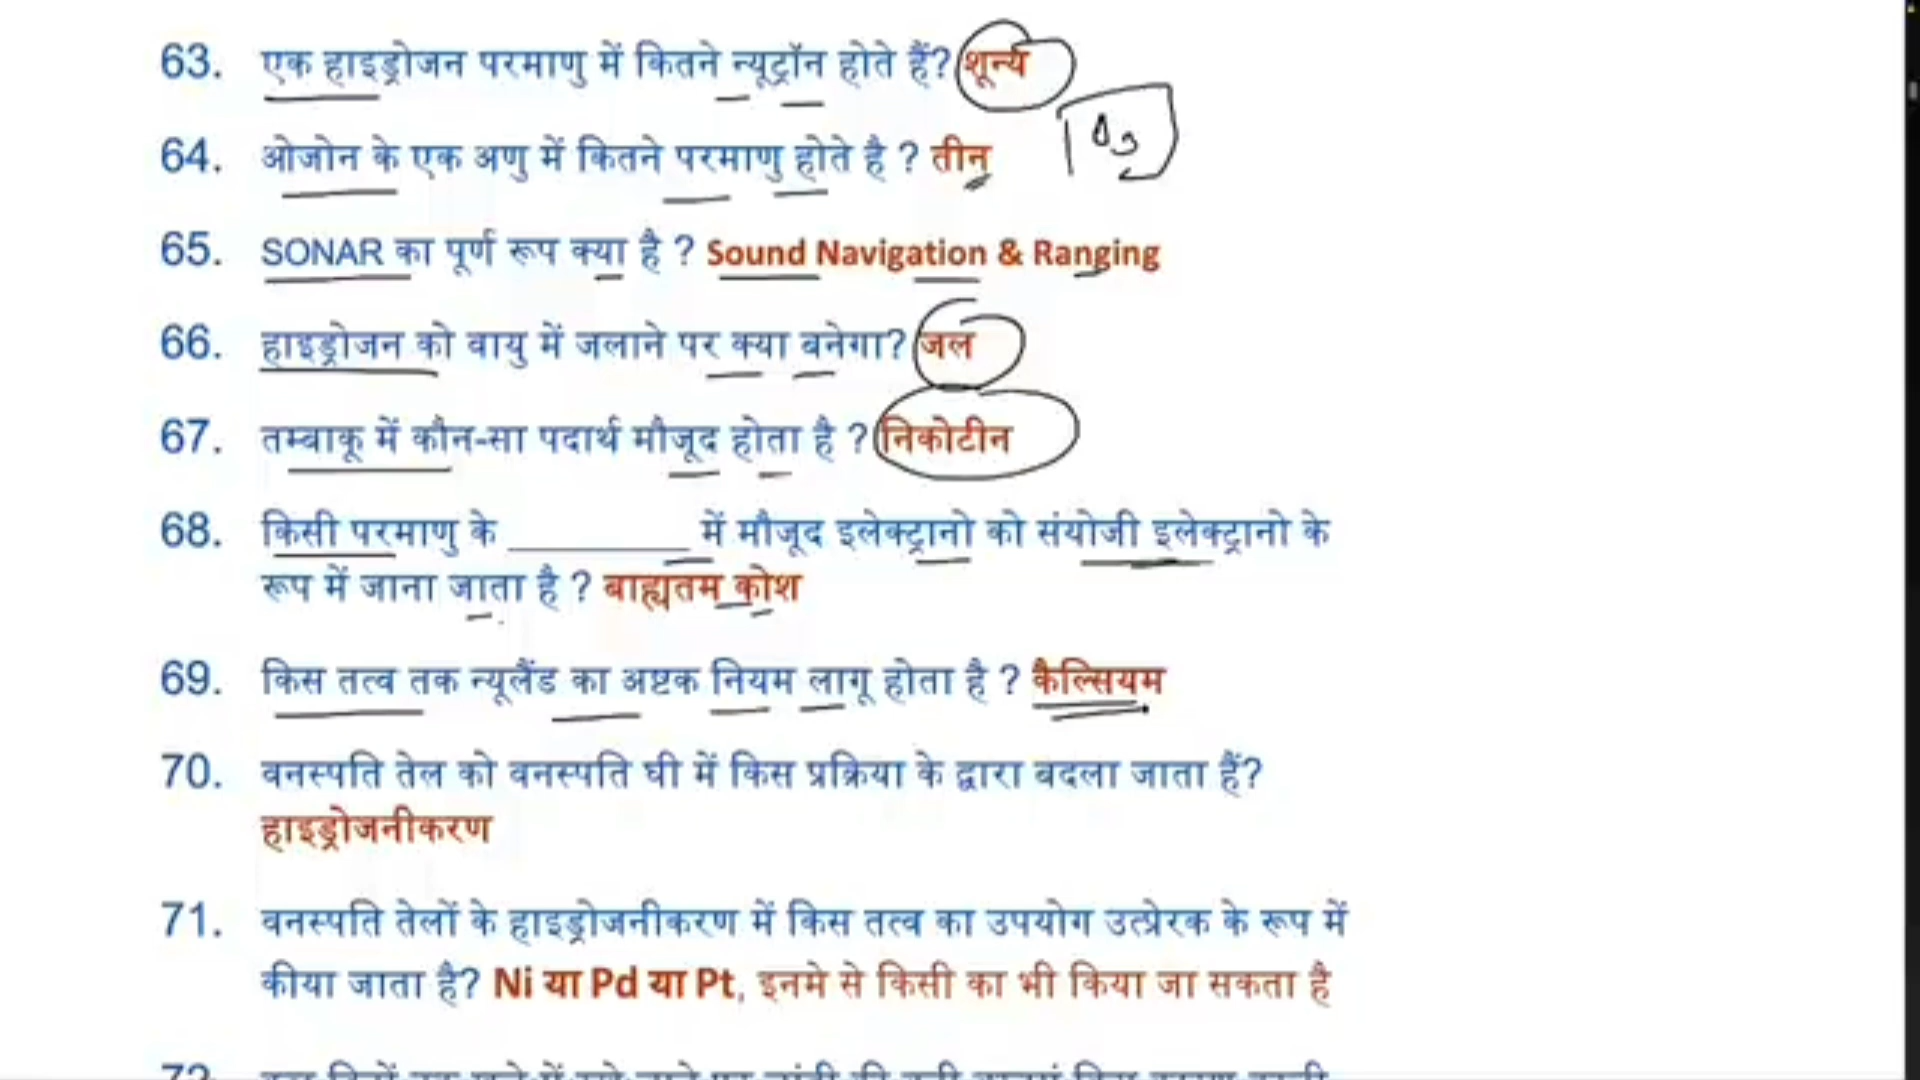 63. एक हाइड्रोजन परमाणु में कितने न्यूट्रॉन होते हैं? शून्य
64. ओजोन के एक अणु में कितने परमाणु होते है ? तीन
O3
65. SONAR का पूर्ण रूप क्या है ? Sound Navigation & Ranging
66. हाइड्रोजन को वायु में जलाने पर क्या बनेगा? जल
67. तम्बाकू में कौन-सा पदार्थ मौजूद होता है ? निकोटीन
68. किसी परमाणु के __________ में मौजूद इलेक्ट्रानो को संयोजी इलेक्ट्रानो के
रूप में जाना जाता है ? बाह्यतम कोश
69. किस तत्व तक न्यूलैंड का अष्टक नियम लागू होता है ? कैल्सियम
70. वनस्पति तेल को वनस्पति घी में किस प्रक्रिया के द्वारा बदला जाता हैं?
हाइड्रोजनीकरण
71. वनस्पति तेलों के हाइड्रोजनीकरण में किस तत्व का उपयोग उत्प्रेरक के रूप में
कीया जाता है? Ni या Pd या Pt, इनमे से किसी का भी किया जा सकता है
72.